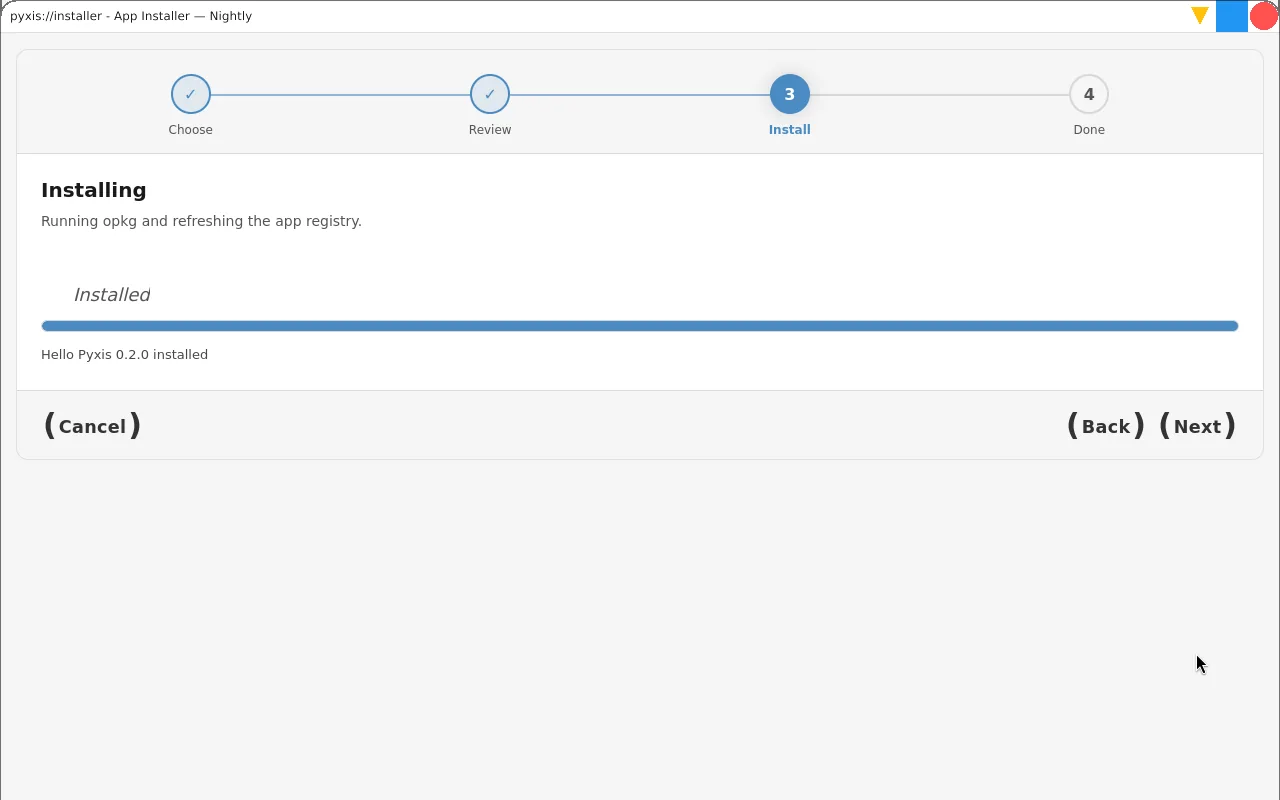 pyxis://installer - App Installer — Nightly
✓ ✓ 3 4
Choose Review Install Done
Installing
Running opkg and refreshing the app registry.
Installed
Hello Pyxis 0.2.0 installed
(Cancel) (Back) (Next)